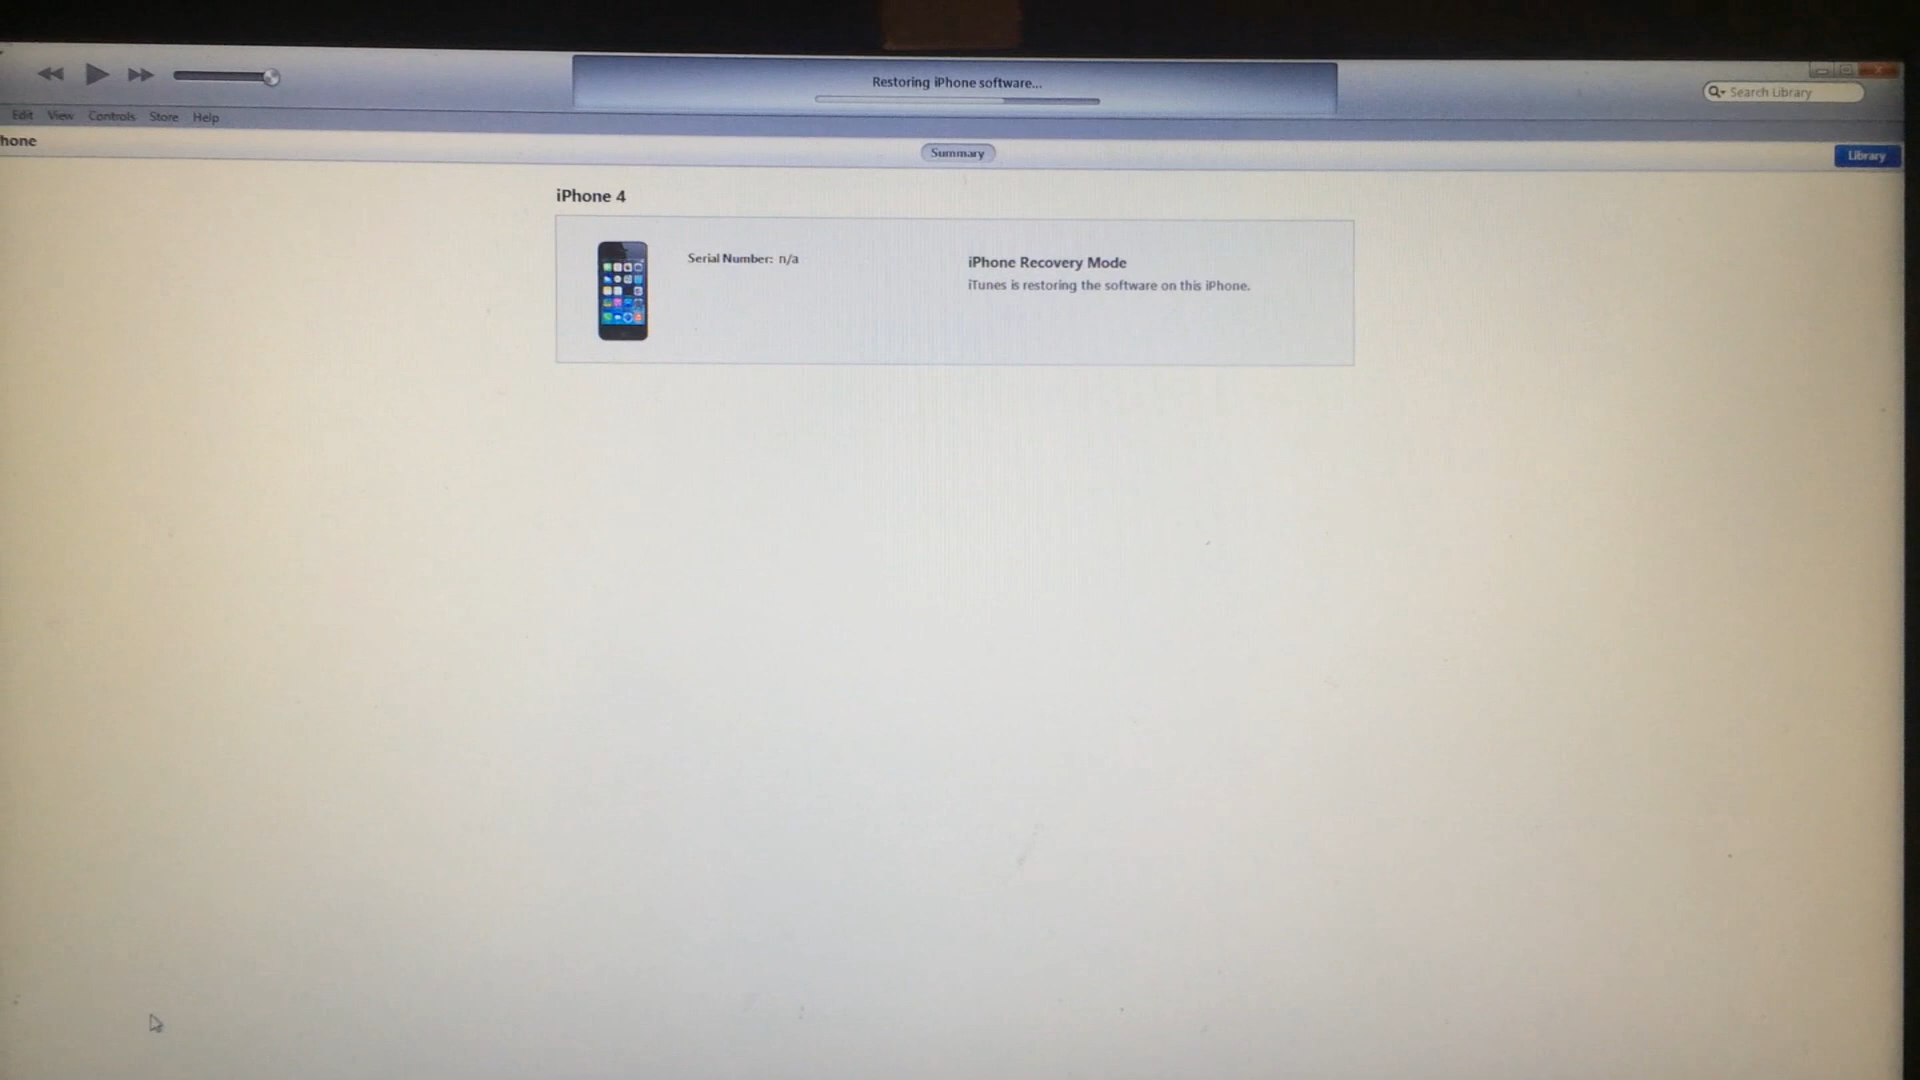 Restoring iPhone software...
Search Library
Edit View Controls Store Help
hone
Summary
Library
iPhone 4
Serial Number: n/a
iPhone Recovery Mode
iTunes is restoring the software on this iPhone.